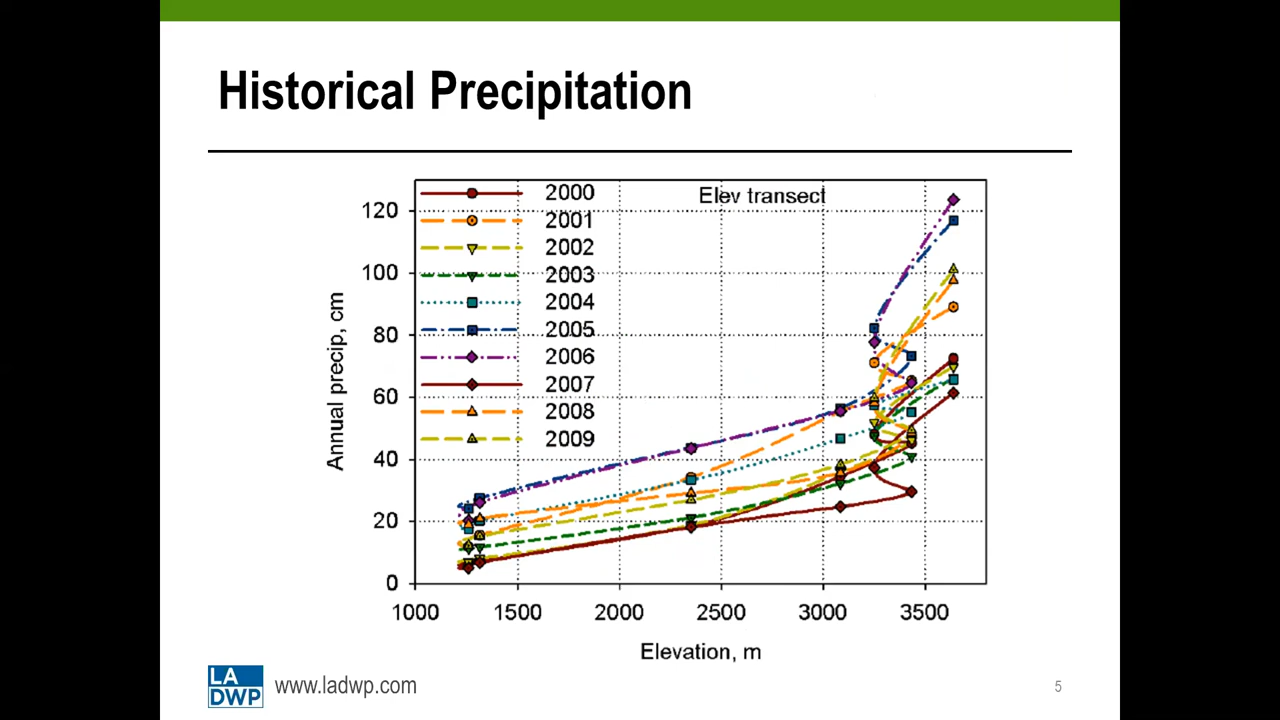 Historical Precipitation
Elev transect
2000
2001
2002
2003
2004
2005
2006
2007
2008
2009
120
100
80
60
40
20
0
Annual precip, cm
1000 1500 2000 2500 3000 3500
Elevation, m
LA
DWP
www.ladwp.com
5